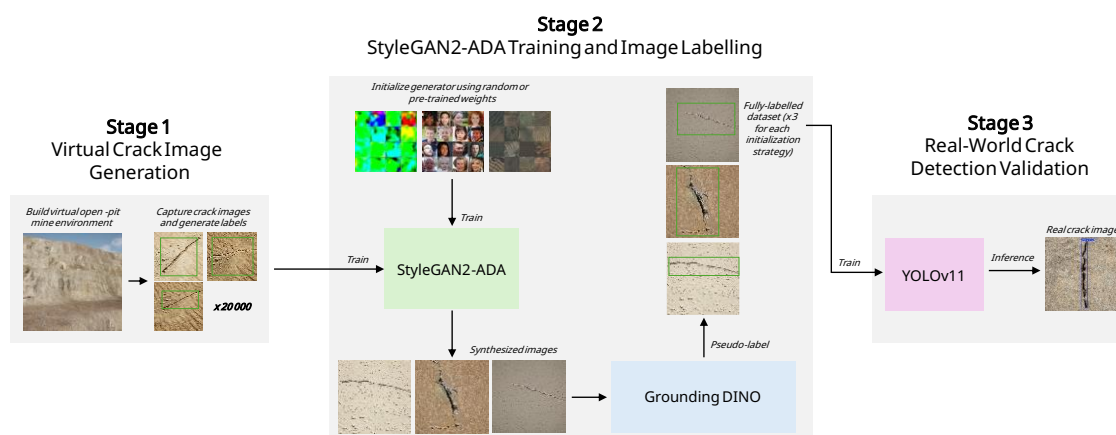 Stage 1
Virtual Crack Image
Generation
Build virtual open -pit
mine environment
Capture crack images
and generate labels
x20000
Train
Stage 2
StyleGAN2-ADA Training and Image Labelling
Initialize generator using random or
pre-trained weights
Train
StyleGAN2-ADA
Synthesized images
Grounding DINO
Pseudo-label
Fully-labelled
dataset (x3
for each
initialization
strategy)
Train
Stage 3
Real-World Crack
Detection Validation
YOLOv11
Inference
Real crack image